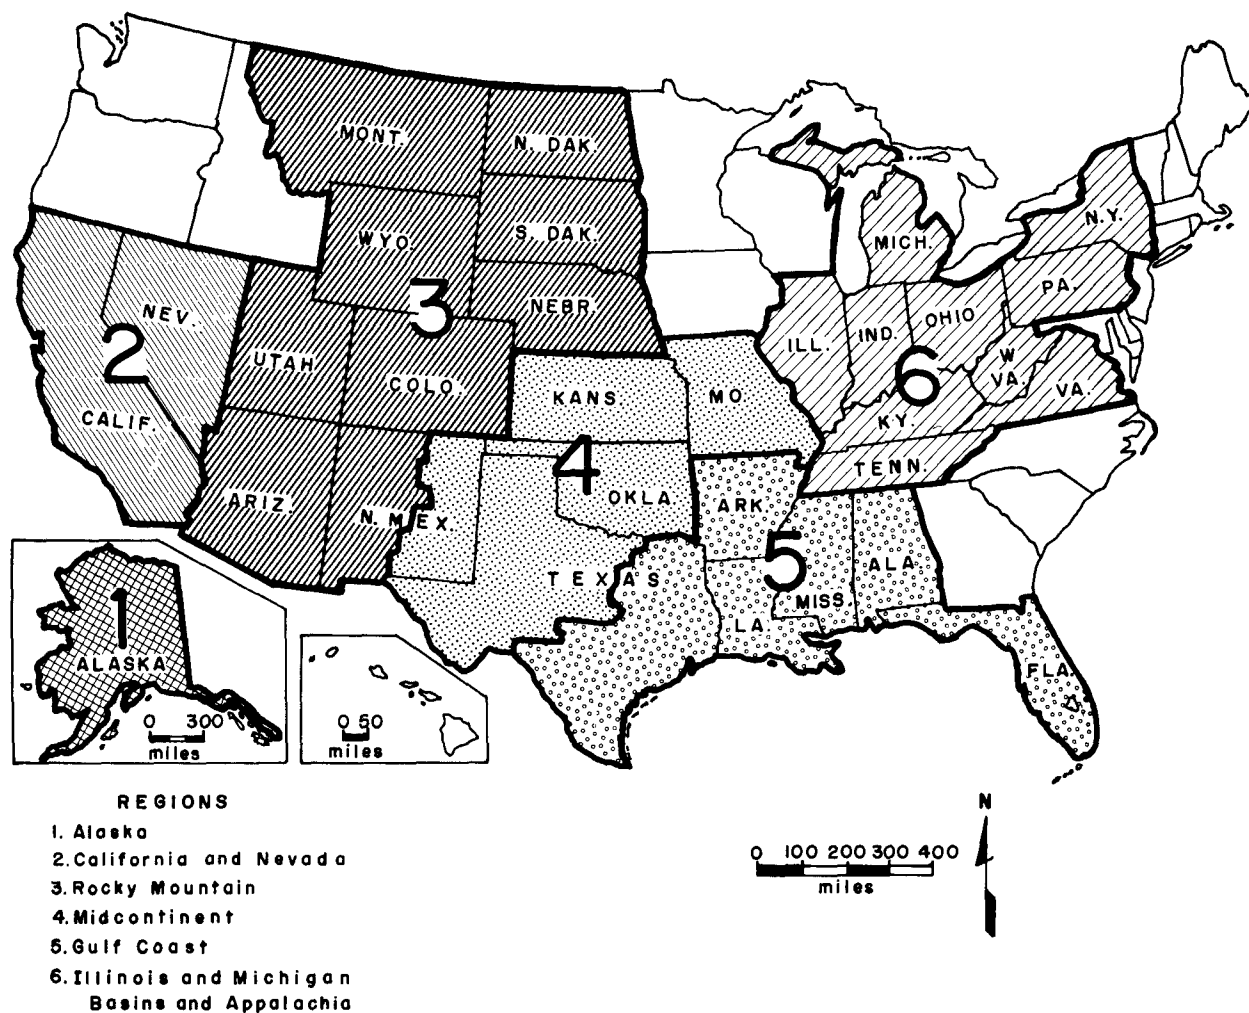 MONT.
N. DAK.
WYO.
S. DAK.
3
NEBR.
NEV.
2
CALIF.
UTAH
COLO.
ARIZ.
N. MEX.
KANS.
MO.
4
OKLA.
TEXAS
ARK.
5
MISS.
ALA.
LA.
FLA.
MICH.
N.Y.
PA.
ILL.
IND.
OHIO
6
W.
VA.
VA.
KY.
TENN.
1
ALASKA
0 300
miles
0 50
miles
REGIONS
1. Alaska
2. California and Nevada
3. Rocky Mountain
4. Midcontinent
5. Gulf Coast
6. Illinois and Michigan
Basins and Appalachia
N
0 100 200 300 400
miles